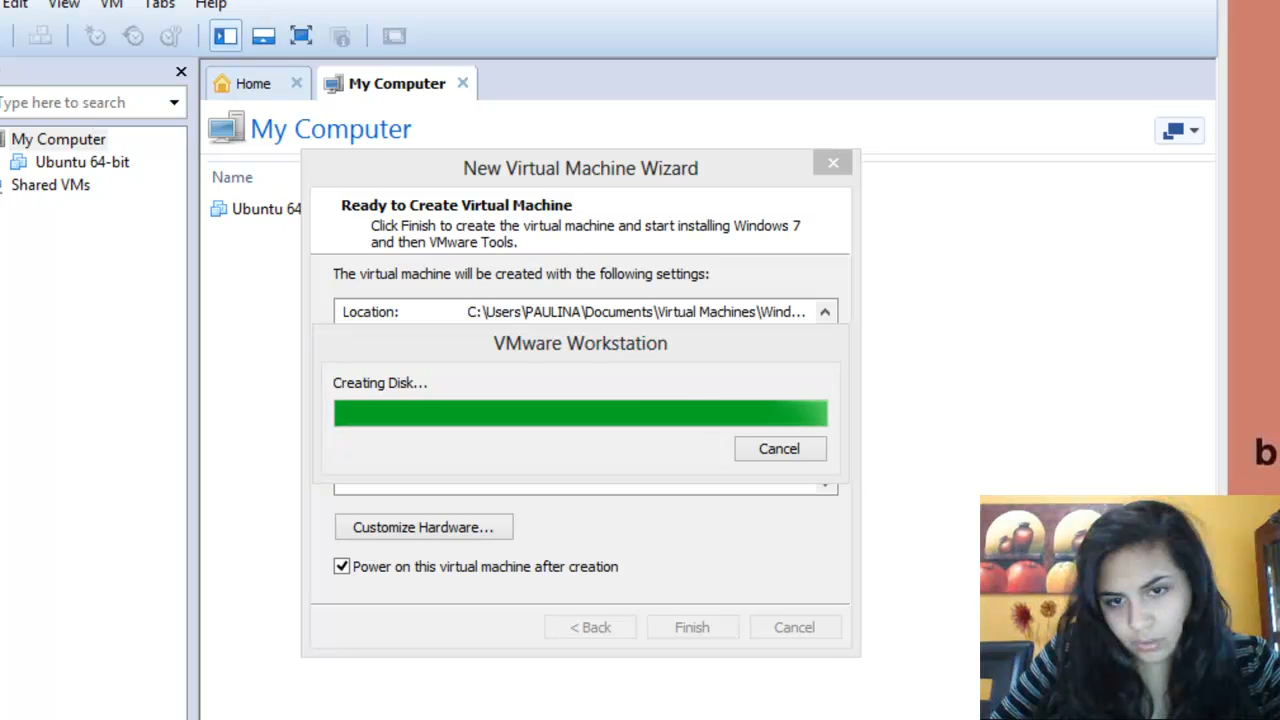 Edit View VM Tabs Help
Type here to search
Home
My Computer
My Computer
My Computer
Ubuntu 64-bit
Shared VMs
Name
Ubuntu 64
New Virtual Machine Wizard
Ready to Create Virtual Machine
Click Finish to create the virtual machine and start installing Windows 7
and then VMware Tools.
The virtual machine will be created with the following settings:
Location: C:\Users\PAULINA\Documents\Virtual Machines\Wind...
VMware Workstation
Creating Disk...
Cancel
Customize Hardware...
Power on this virtual machine after creation
< Back Finish Cancel
b